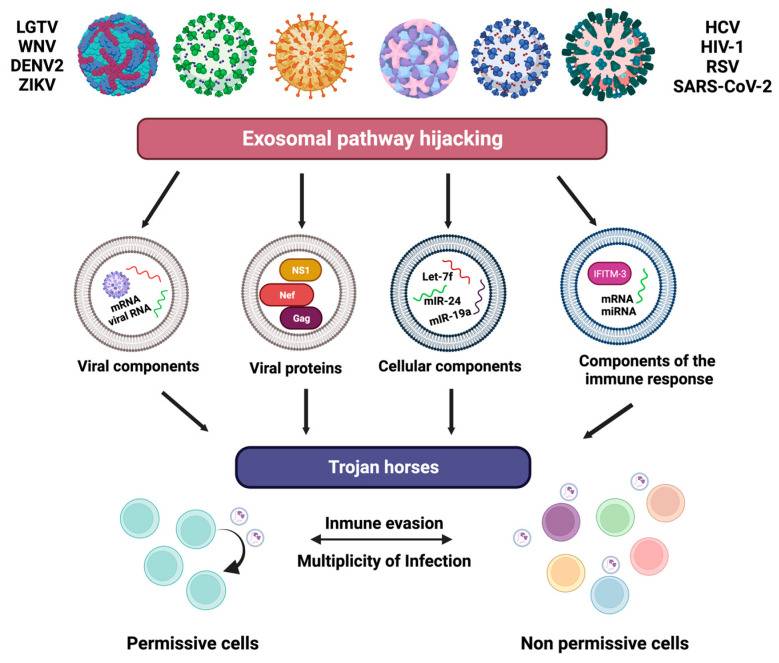 LGTV
WNV
DENV2
ZIKV
HCV
HIV-1
RSV
SARS-CoV-2
Exosomal pathway hijacking
mRNA
viral RNA
NS1
Nef
Gag
Let-7f
mIR-24
mIR-19a
IFITM-3
mRNA
miRNA
Viral components
Viral proteins
Cellular components
Components of the
immune response
Trojan horses
Inmune evasion
Multiplicity of Infection
Permissive cells
Non permissive cells